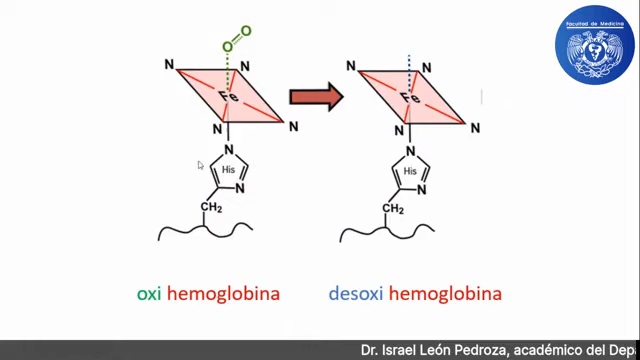 Facultad de Medicina
O
O
N
N
N
N
Fe
N
N
N
N
Fe
N
His
N
CH2
N
His
N
CH2
oxi hemoglobina
desoxi hemoglobina
Dr. Israel León Pedroza, académico del Dep